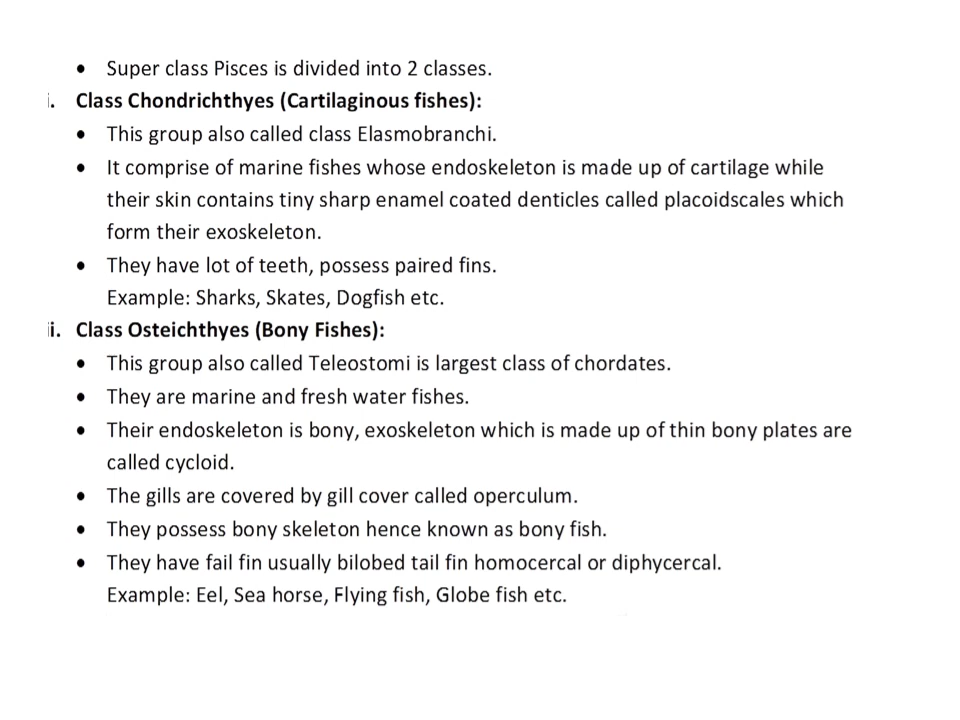 • Super class Pisces is divided into 2 classes.
i. Class Chondrichthyes (Cartilaginous fishes):
• This group also called class Elasmobranchi.
• It comprise of marine fishes whose endoskeleton is made up of cartilage while
their skin contains tiny sharp enamel coated denticles called placoidscales which
form their exoskeleton.
• They have lot of teeth, possess paired fins.
Example: Sharks, Skates, Dogfish etc.
ii. Class Osteichthyes (Bony Fishes):
• This group also called Teleostomi is largest class of chordates.
• They are marine and fresh water fishes.
• Their endoskeleton is bony, exoskeleton which is made up of thin bony plates are
called cycloid.
• The gills are covered by gill cover called operculum.
• They possess bony skeleton hence known as bony fish.
• They have fail fin usually bilobed tail fin homocercal or diphycercal.
Example: Eel, Sea horse, Flying fish, Globe fish etc.